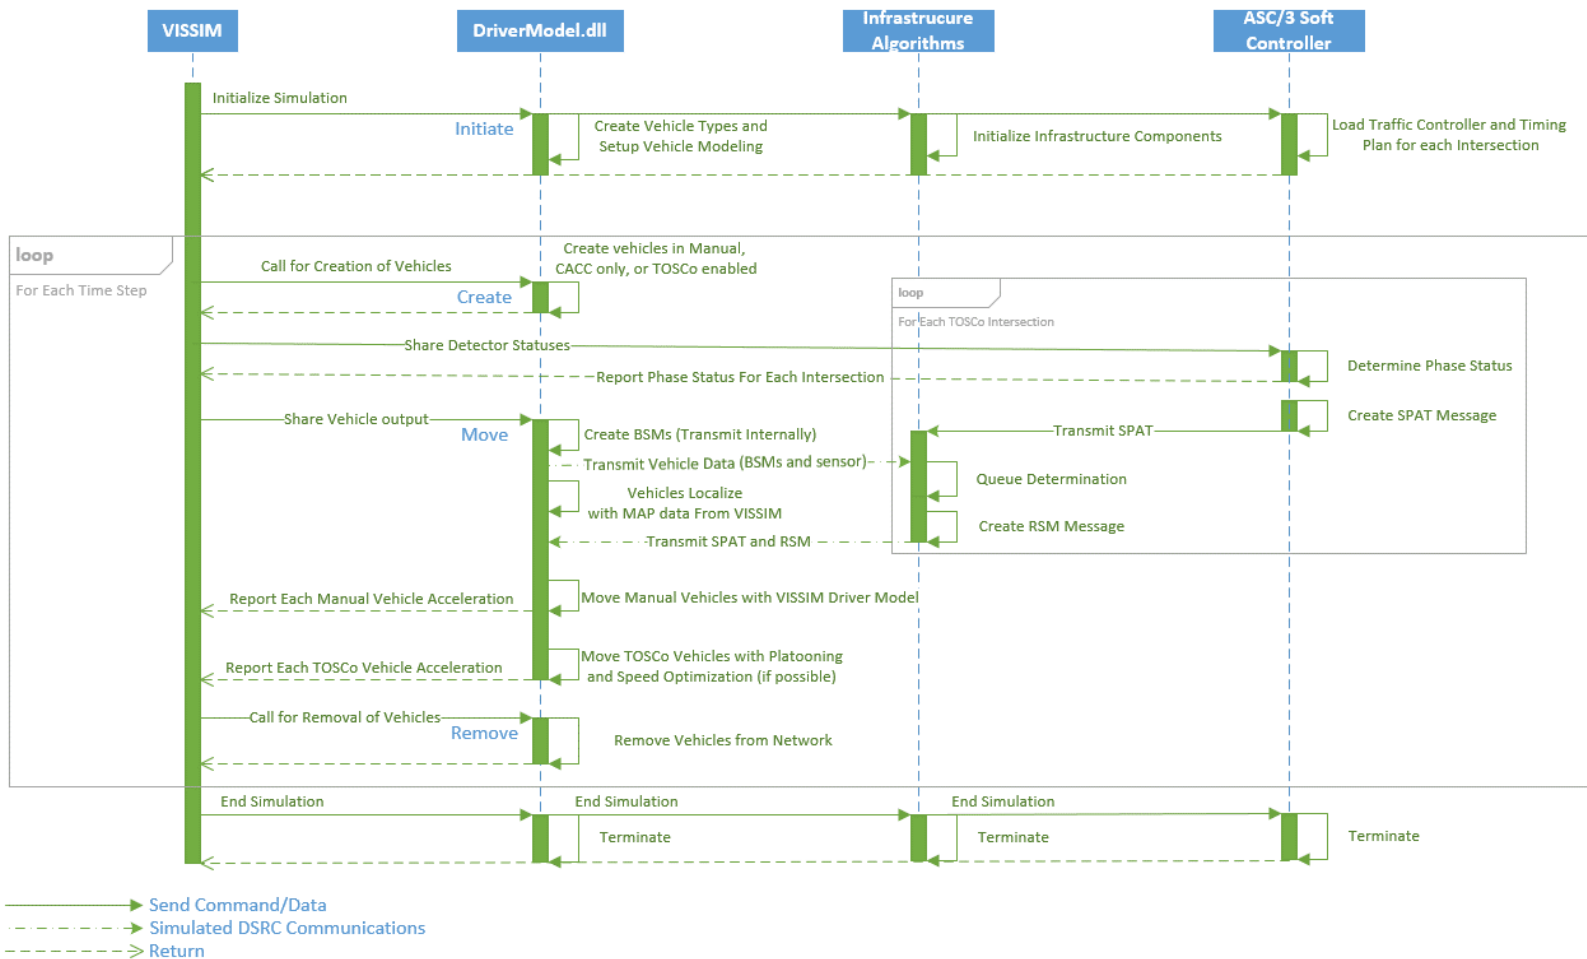 VISSIM
DriverModel.dll
Infrastrucure
Algorithms
ASC/3 Soft
Controller
Initialize Simulation
Initiate
Create Vehicle Types and
Setup Vehicle Modeling
Initialize Infrastructure Components
Load Traffic Controller and Timing
Plan for each Intersection
loop
For Each Time Step
Call for Creation of Vehicles
Create vehicles in Manual,
CACC only, or TOSCo enabled
Create
loop
For Each TOSCo Intersection
Share Detector Statuses
Determine Phase Status
Report Phase Status For Each Intersection
Share Vehicle output
Move
Create BSMs (Transmit Internally)
Create SPAT Message
Transmit SPAT
Transmit Vehicle Data (BSMs and sensor)
Queue Determination
Vehicles Localize
with MAP data From VISSIM
Create RSM Message
Transmit SPAT and RSM
Report Each Manual Vehicle Acceleration
Move Manual Vehicles with VISSIM Driver Model
Report Each TOSCo Vehicle Acceleration
Move TOSCo Vehicles with Platooning
and Speed Optimization (if possible)
Call for Removal of Vehicles
Remove
Remove Vehicles from Network
End Simulation
End Simulation
End Simulation
Terminate
Terminate
Terminate
Send Command/Data
Simulated DSRC Communications
Return